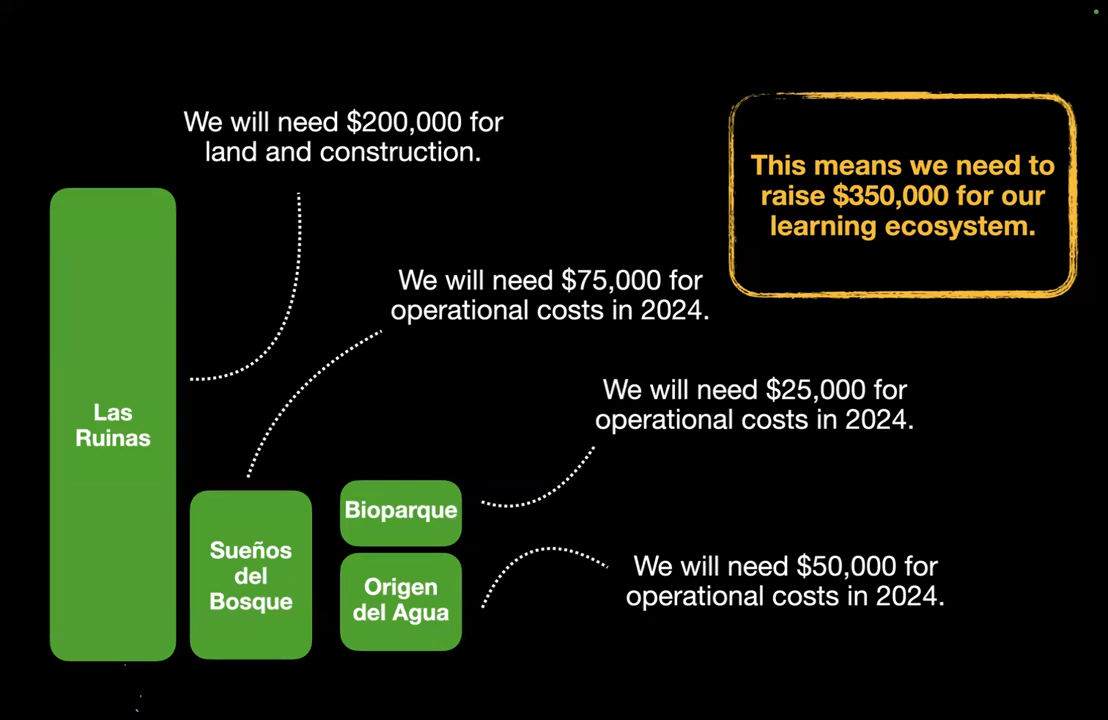 We will need $200,000 for
land and construction.
This means we need to
raise $350,000 for our
learning ecosystem.
We will need $75,000 for
operational costs in 2024.
We will need $25,000 for
operational costs in 2024.
Las
Ruinas
Bioparque
Sueños
del
Bosque
Origen
del Agua
We will need $50,000 for
operational costs in 2024.